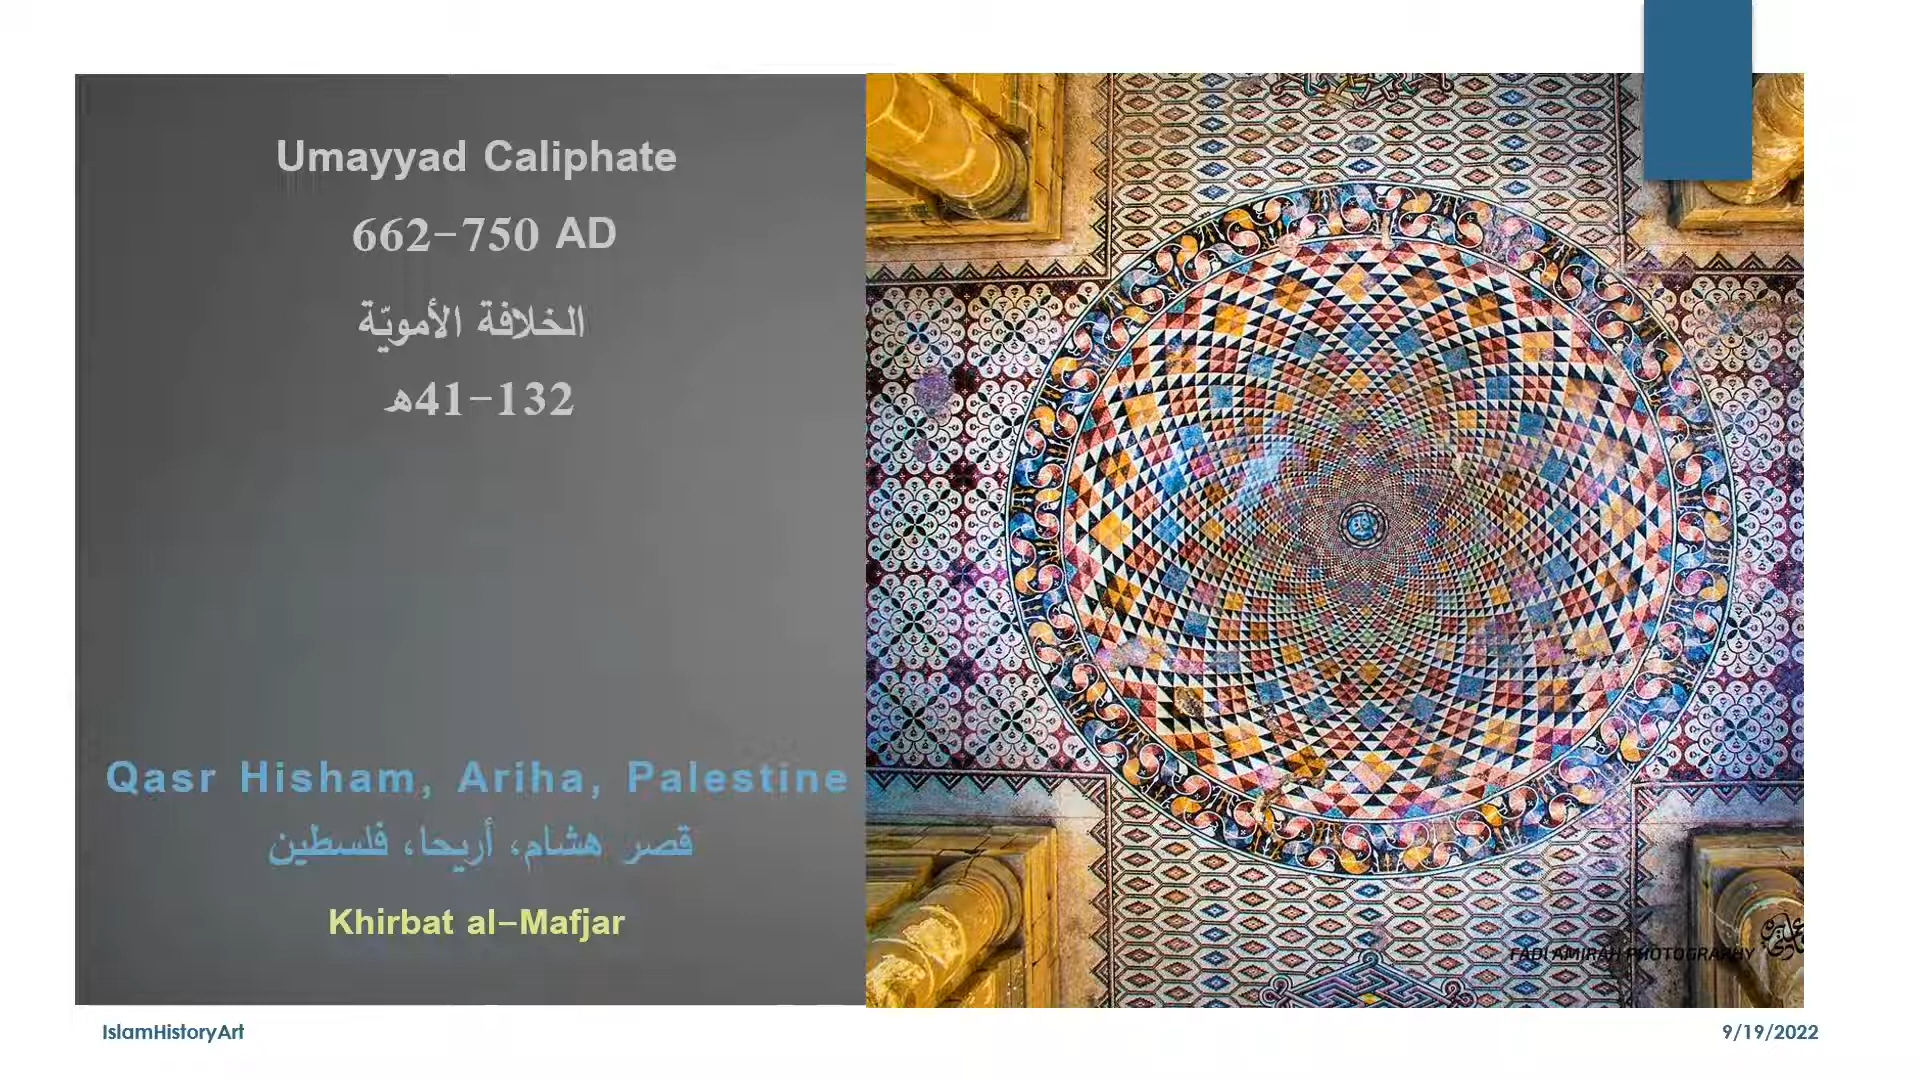 Umayyad Caliphate
662-750 AD
الخلافة الأمويّة
41-132هـ
Qasr Hisham, Ariha, Palestine
قصر هشام، أريحا، فلسطين
Khirbat al-Mafjar
FADI AMIRAH PHOTOGRAPHY
IslamHistoryArt
9/19/2022